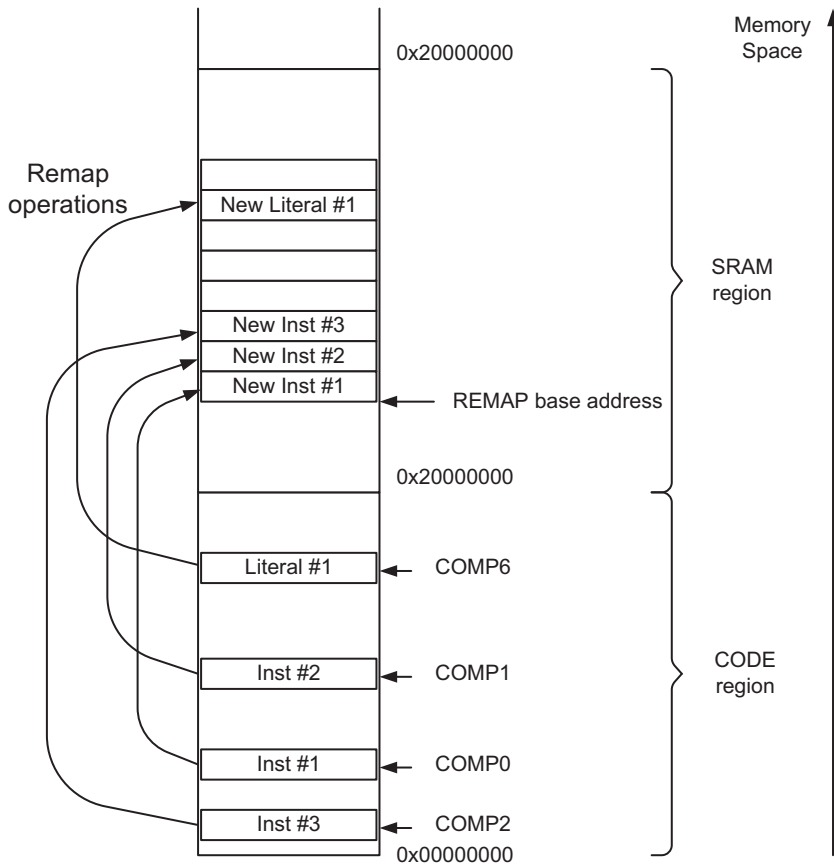 Memory
Space
0x20000000
Remap
operations
New Literal #1
SRAM
region
New Inst #3
New Inst #2
New Inst #1
REMAP base address
0x20000000
Literal #1
COMP6
Inst #2
COMP1
CODE
region
Inst #1
COMP0
Inst #3
COMP2
0x00000000